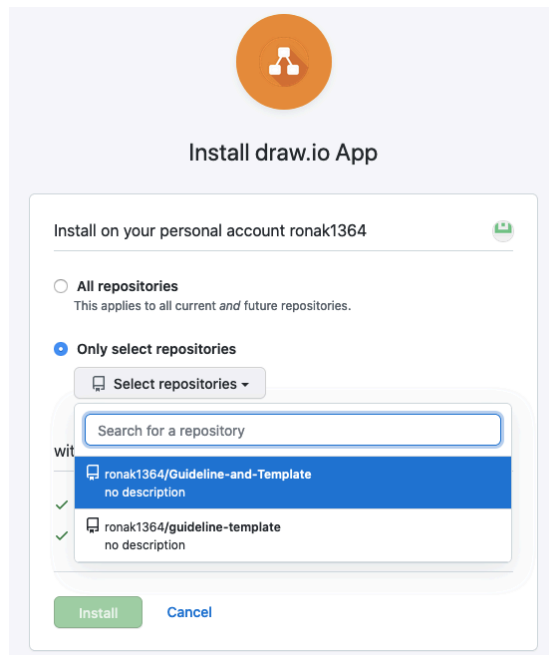 Install draw.io App
Install on your personal account ronak1364
All repositories
This applies to all current and future repositories.
Only select repositories
Select repositories
Search for a repository
wit
ronak1364/Guideline-and-Template
no description
ronak1364/guideline-template
no description
Install Cancel